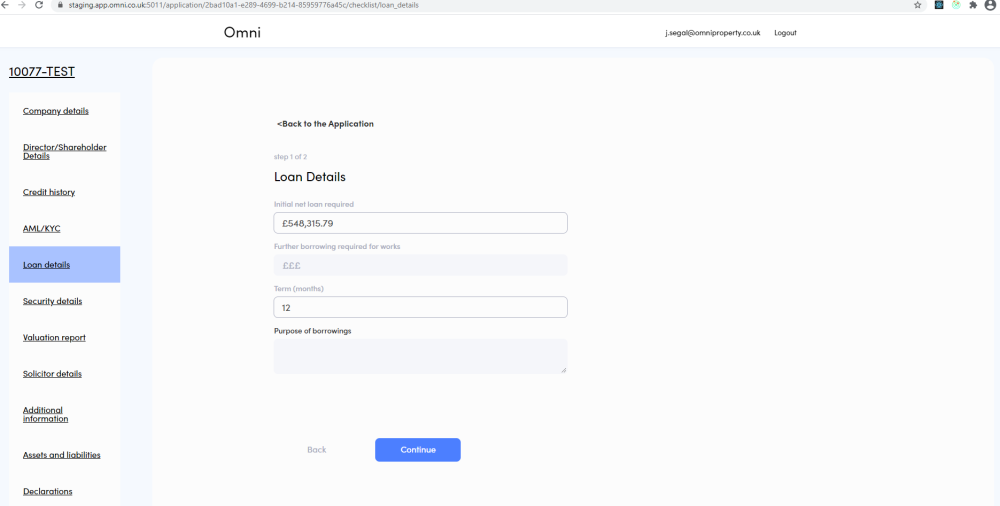 staging.app.omni.co.uk:5011/application/2bad10a1-e289-4699-b214-85959776a45c/checklist/loan_details
Omni
j.segal@omniproperty.co.uk
Logout
10077-TEST
Company details
Director/Shareholder
Details
Credit history
AML/KYC
Loan details
Security details
Valuation report
Solicitor details
Additional
information
Assets and liabilities
Declarations
<Back to the Application
step 1 of 2
Loan Details
Initial net loan required
£548,315.79
Further borrowing required for works
£££
Term (months)
12
Purpose of borrowings
Back
Continue